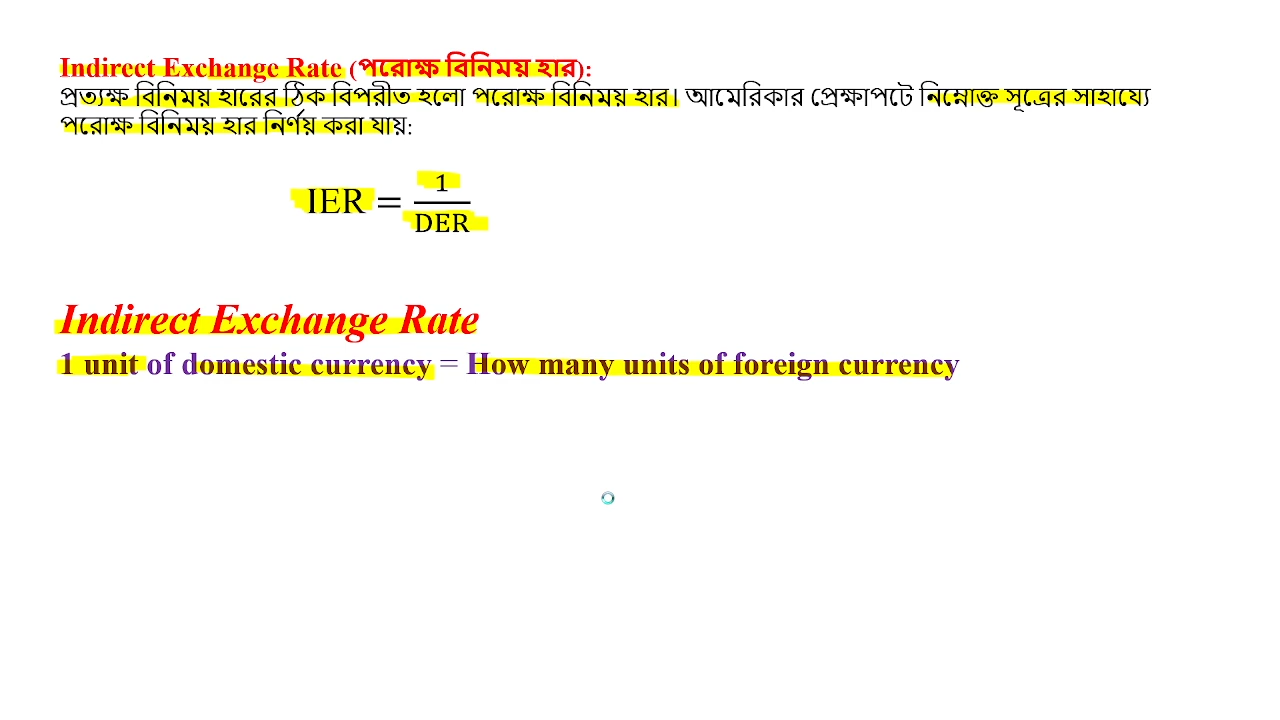 Indirect Exchange Rate (পরোক্ষ বিনিময় হার):
প্রত্যক্ষ বিনিময় হারের ঠিক বিপরীত হলো পরোক্ষ বিনিময় হার। আমেরিকার প্রেক্ষাপটে নিম্নোক্ত সূত্রের সাহায্যে
পরোক্ষ বিনিময় হার নির্ণয় করা যায়:
IER = 1/DER
Indirect Exchange Rate
1 unit of domestic currency = How many units of foreign currency